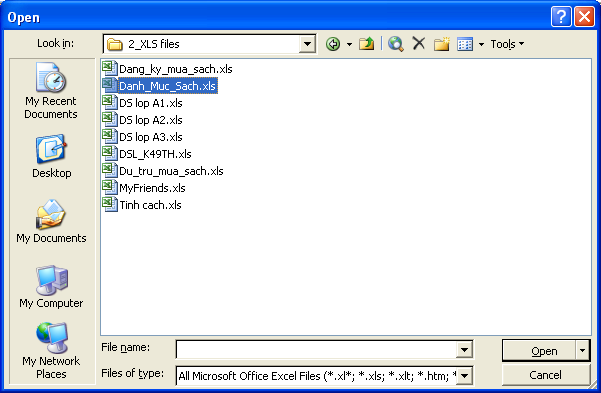 Open
Look in:
2_XLS files
Tools
My Recent
Documents
Desktop
My Documents
My Computer
My Network
Places
Dang_ky_mua_sach.xls
Danh_Muc_Sach.xls
DS lop A1.xls
DS lop A2.xls
DS lop A3.xls
DSL_K49TH.xls
Du_tru_mua_sach.xls
MyFriends.xls
Tinh cach.xls
File name:
Open
Files of type:
All Microsoft Office Excel Files (*.xl*; *.xls; *.xlt; *.htm; *
Cancel